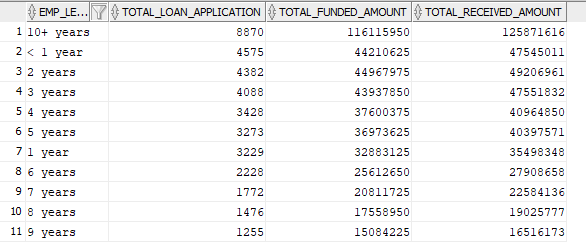 EMP_LE... TOTAL_LOAN_APPLICATION TOTAL_FUNDED_AMOUNT TOTAL_RECEIVED_AMOUNT
1 10+ years 8870 116115950 125871616
2 < 1 year 4575 44210625 47545011
3 2 years 4382 44967975 49206961
4 3 years 4088 43937850 47551832
5 4 years 3428 37600375 40964850
6 5 years 3273 36973625 40397571
7 1 year 3229 32883125 35498348
8 6 years 2228 25612650 27908658
9 7 years 1772 20811725 22584136
10 8 years 1476 17558950 19025777
11 9 years 1255 15084225 16516173